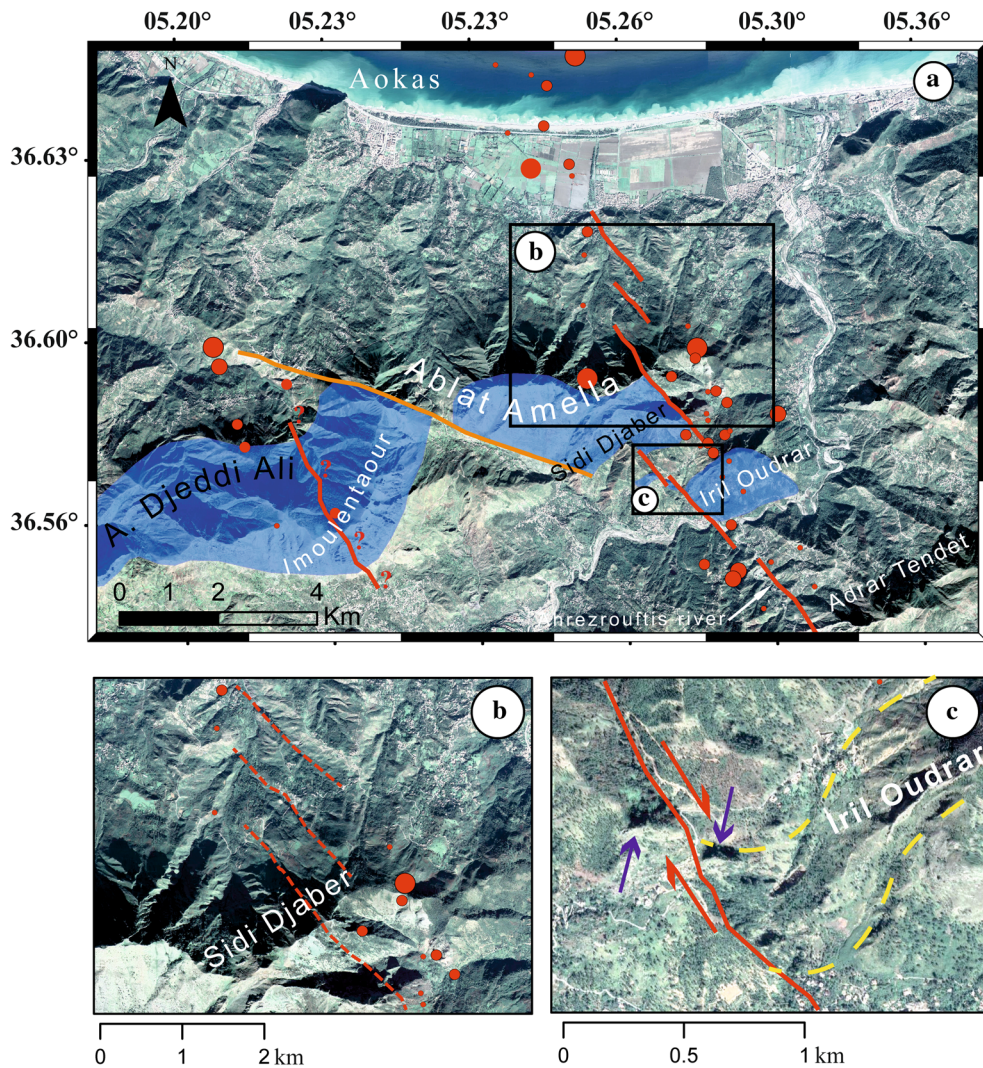 05.20° 05.23° 05.23° 05.26° 05.30° 05.36°
N
Aokas
a
36.63°
b
36.60°
Ablat Amella
?
Sidi Djaber
A. Djeddi Ali
?
Iril Oudrar
c
Imoulentaour
36.56°
?
?
Adrar Tendet
0 2 4
Km
Ahrezrouftis river
b
Sidi Djaber
0 1 2 km
c
Iril Oudrar
0 0.5 1 km